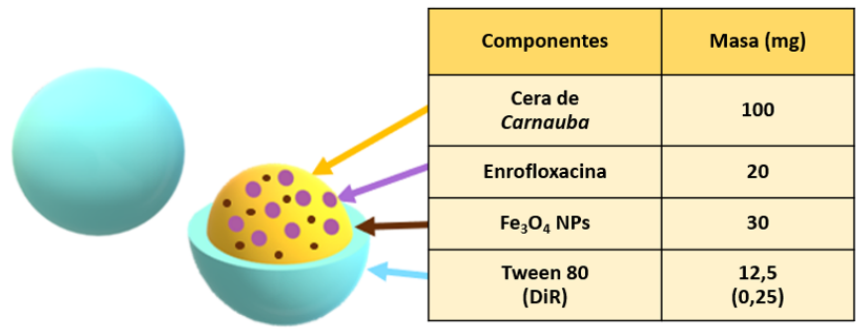 Componentes Masa (mg)
Cera de
Carnauba 100
Enrofloxacina 20
Fe₃O₄ NPs 30
Tween 80 12,5
(DiR) (0,25)